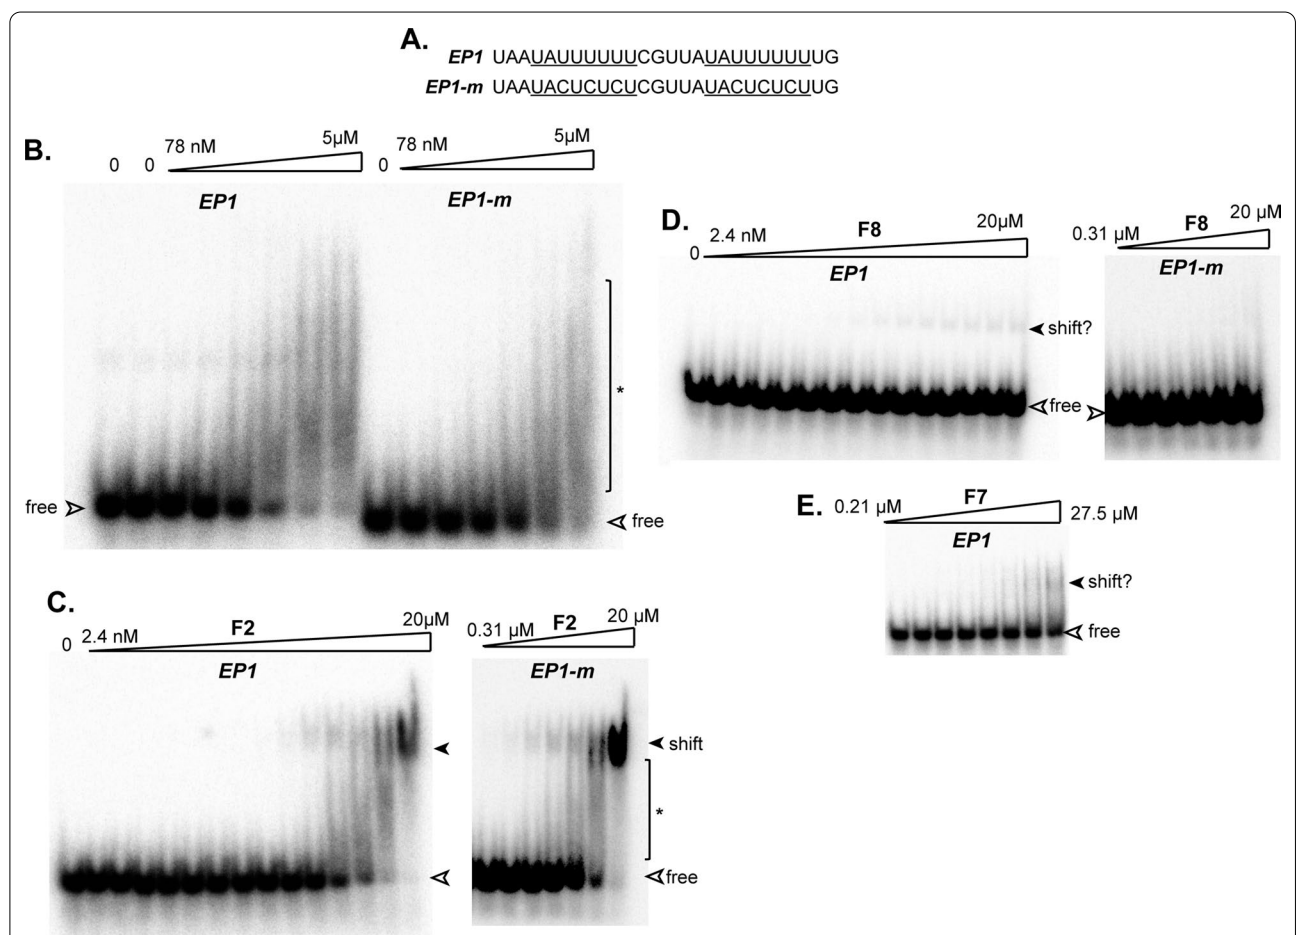 A.
EP1 UAAUAUUUUUUCGUUAUAUUUUUUUG
EP1-m UAAUACUCUCUCGUUAUACUCUCUUG
B.
0 0 78 nM 5µM 0 78 nM 5µM
EP1 EP1-m
*
free
free
C.
0 2.4 nM F2 20µM 0.31 µM F2 20 µM
EP1 EP1-m
shift
*
free
D.
0 2.4 nM F8 20µM 0.31 µM F8 20 µM
EP1 EP1-m
shift?
free
E.
0.21 µM F7 27.5 µM
EP1
shift?
free